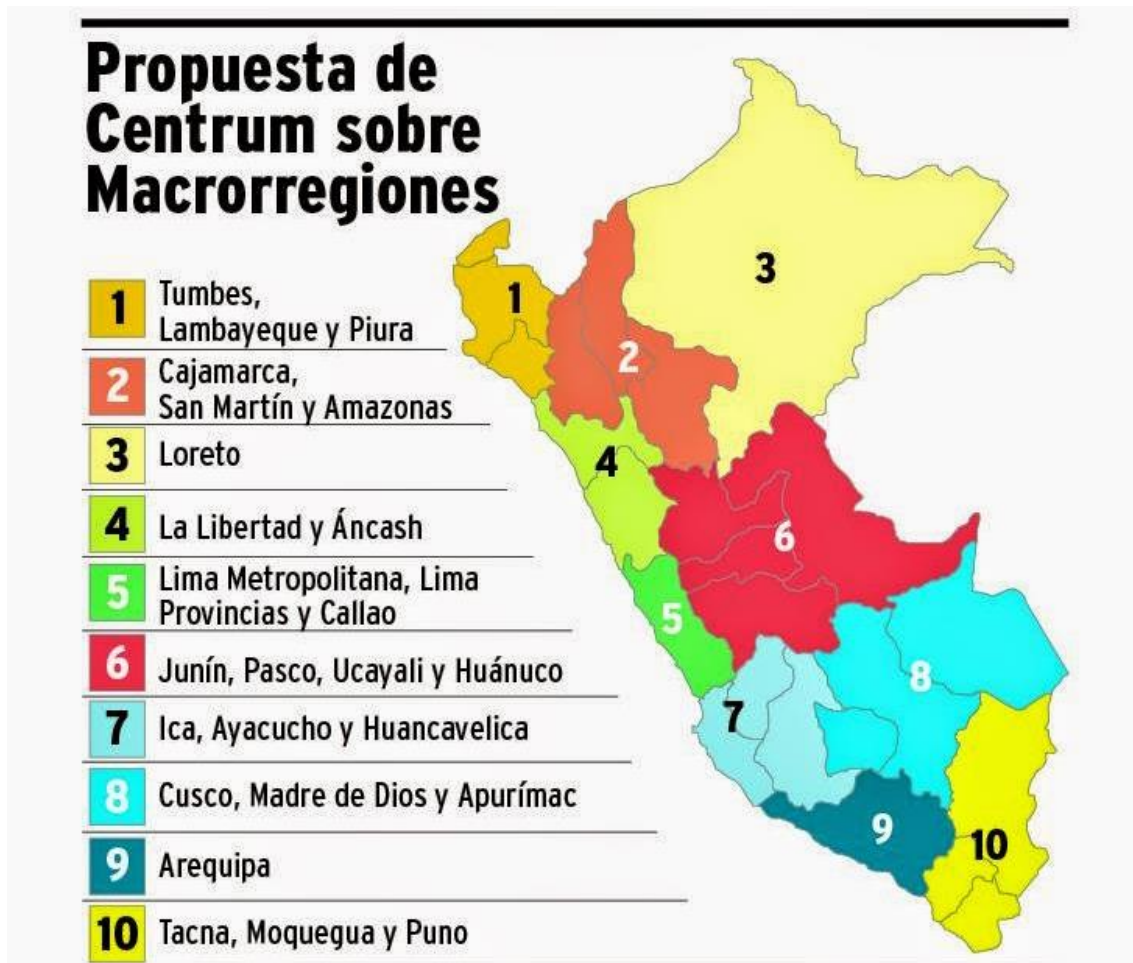 Propuesta de
Centrum sobre
Macrorregiones
1 Tumbes,
Lambayeque y Piura
2 Cajamarca,
San Martín y Amazonas
3 Loreto
4 La Libertad y Áncash
5 Lima Metropolitana, Lima
Provincias y Callao
6 Junín, Pasco, Ucayali y Huánuco
7 Ica, Ayacucho y Huancavelica
8 Cusco, Madre de Dios y Apurímac
9 Arequipa
10 Tacna, Moquegua y Puno
3
1
2
4
6
5
8
7
9
10